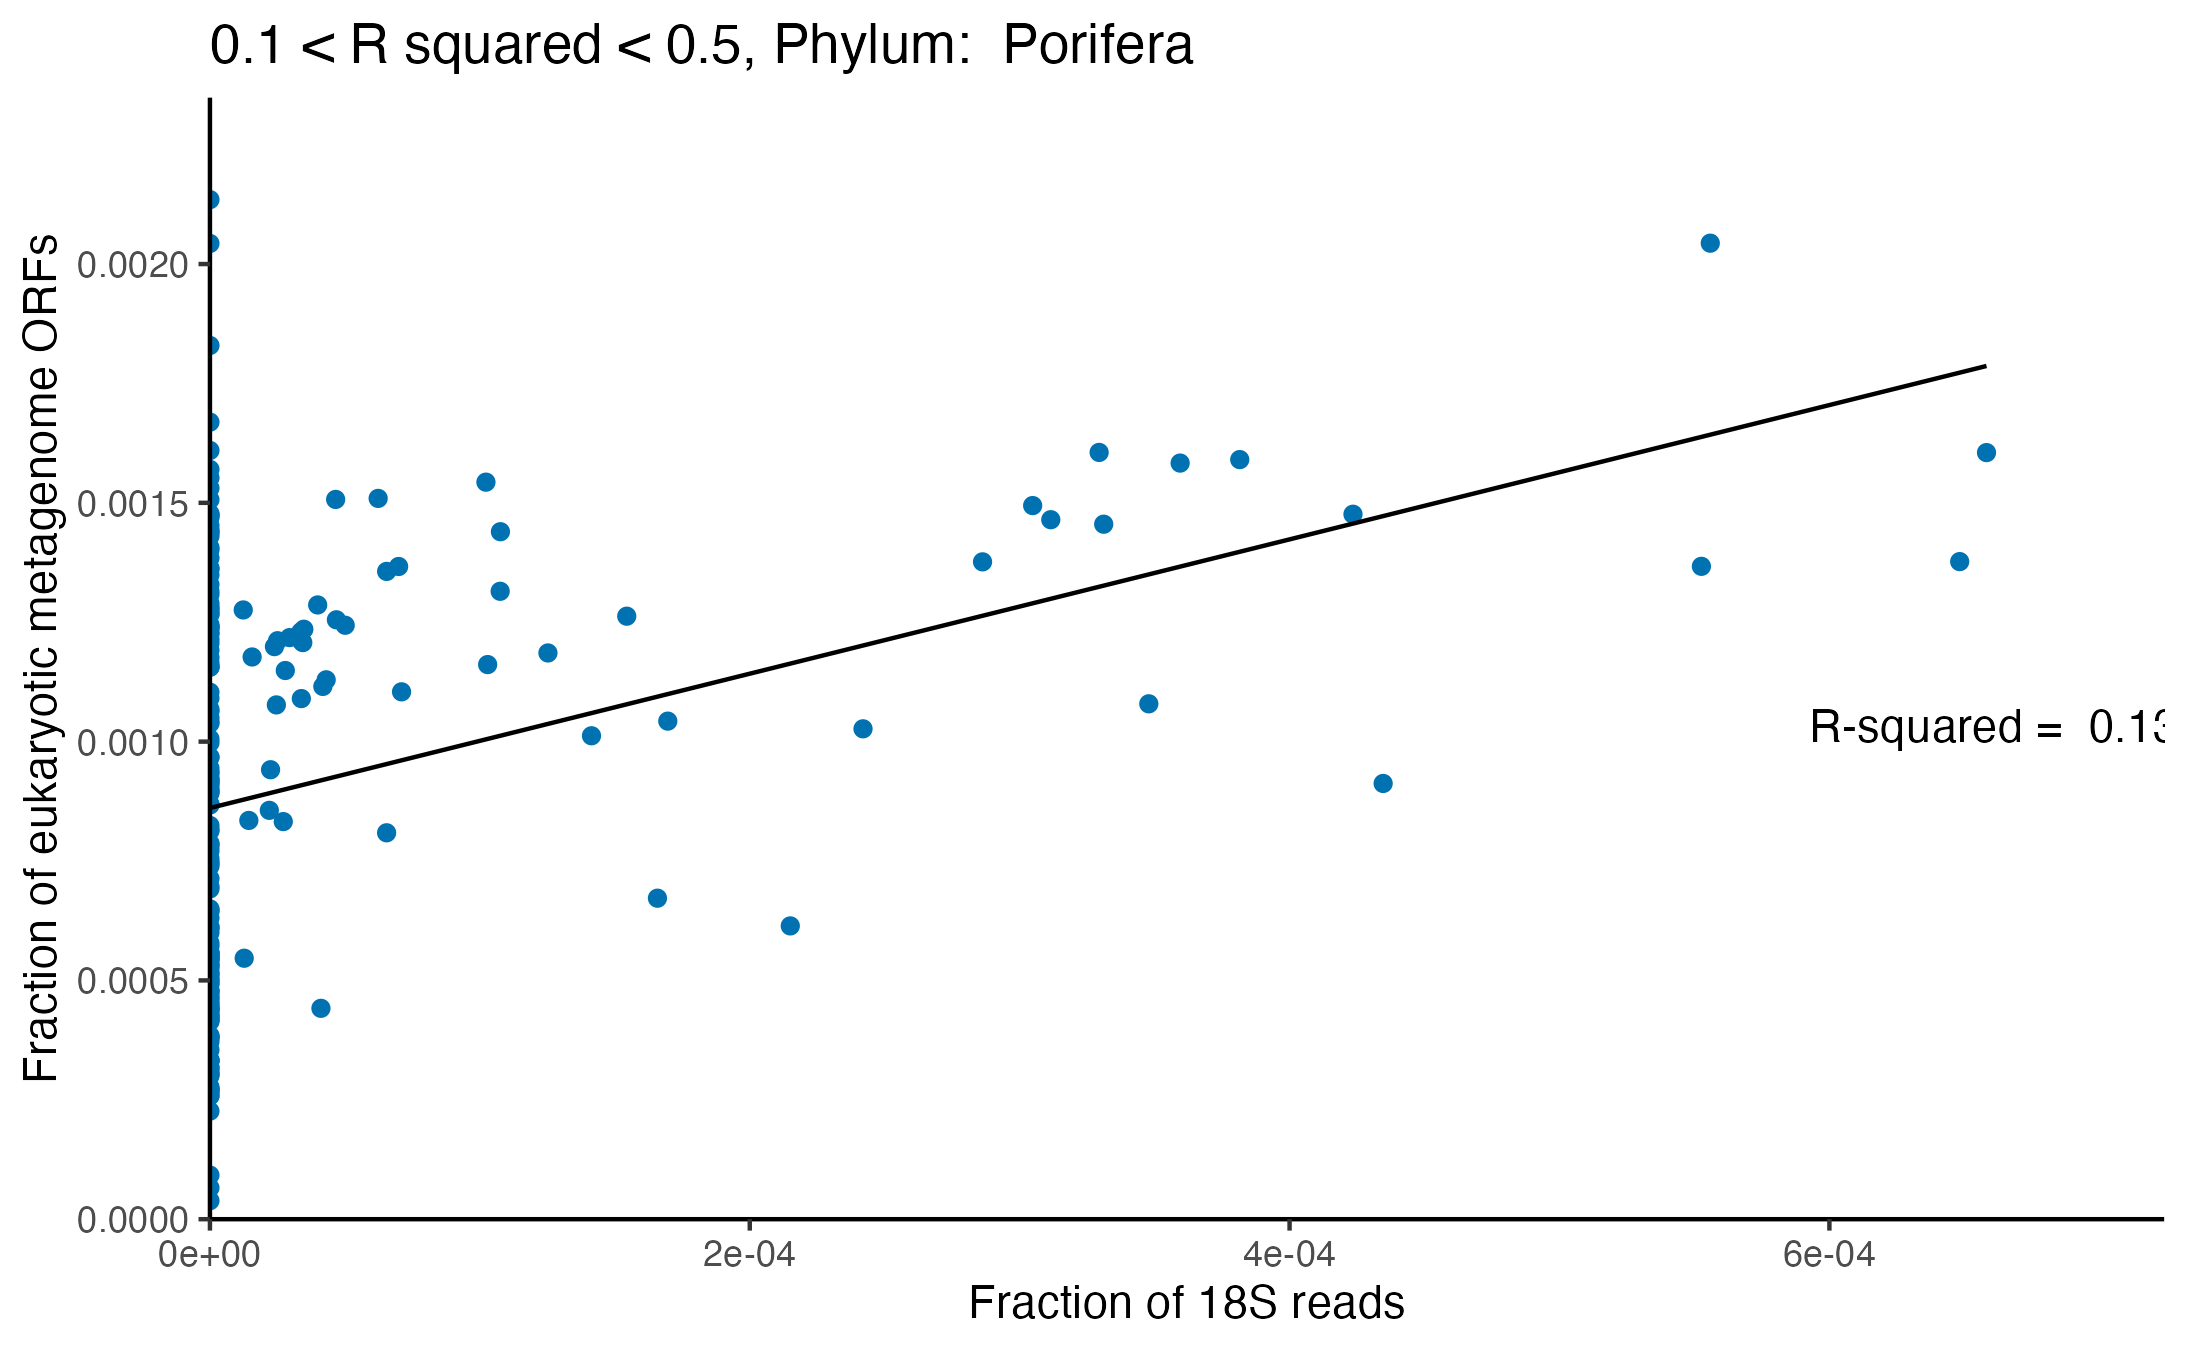 0.1 < R squared < 0.5, Phylum:  Porifera
Fraction of eukaryotic metagenome ORFs
0.0020
0.0015
0.0010
0.0005
0.0000
R-squared =  0.13
0e+00
2e-04
4e-04
6e-04
Fraction of 18S reads